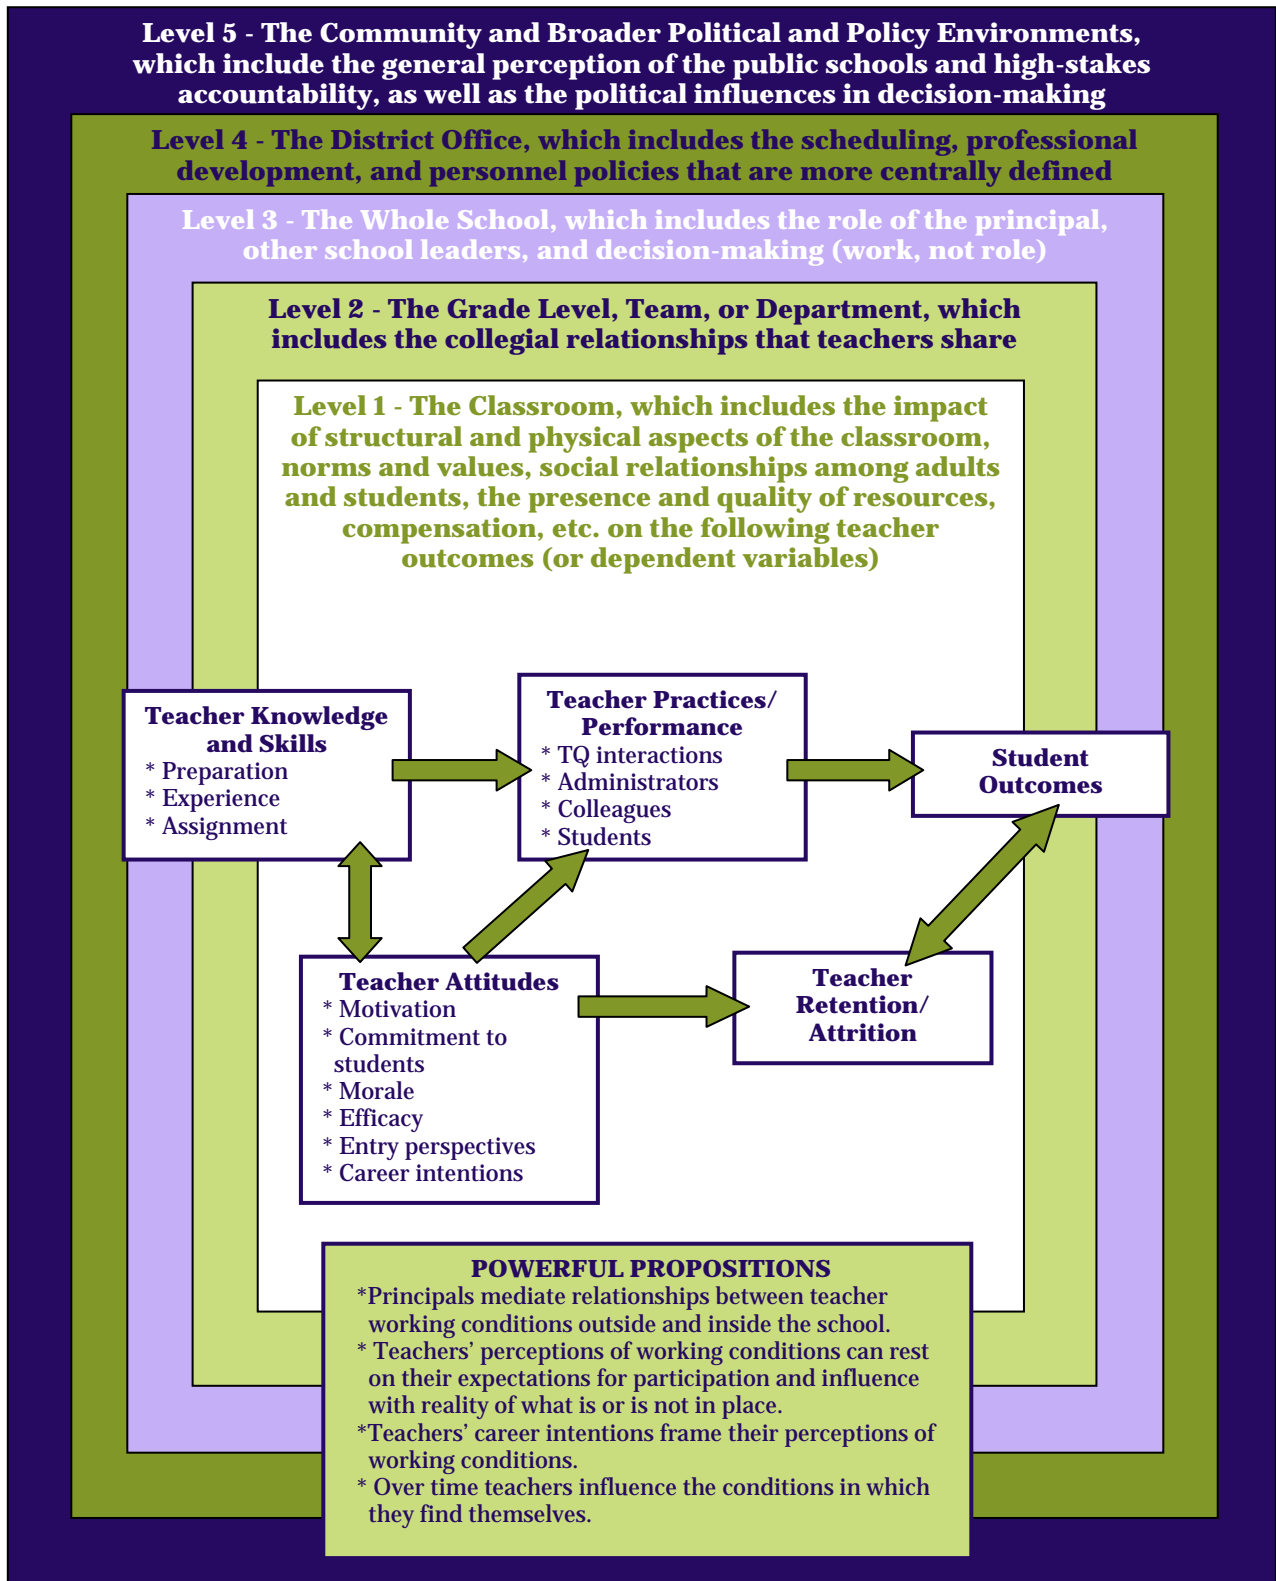 Level 5 - The Community and Broader Political and Policy Environments,
which include the general perception of the public schools and high-stakes
accountability, as well as the political influences in decision-making
Level 4 - The District Office, which includes the scheduling, professional
development, and personnel policies that are more centrally defined
Level 3 - The Whole School, which includes the role of the principal,
other school leaders, and decision-making (work, not role)
Level 2 - The Grade Level, Team, or Department, which
includes the collegial relationships that teachers share
Level 1 - The Classroom, which includes the impact
of structural and physical aspects of the classroom,
norms and values, social relationships among adults
and students, the presence and quality of resources,
compensation, etc. on the following teacher
outcomes (or dependent variables)
Teacher Knowledge
and Skills
* Preparation
* Experience
* Assignment
Teacher Practices/
Performance
* TQ interactions
* Administrators
* Colleagues
* Students
Student
Outcomes
Teacher Attitudes
* Motivation
* Commitment to
students
* Morale
* Efficacy
* Entry perspectives
* Career intentions
Teacher
Retention/
Attrition
POWERFUL PROPOSITIONS
*Principals mediate relationships between teacher
working conditions outside and inside the school.
* Teachers’ perceptions of working conditions can rest
on their expectations for participation and influence
with reality of what is or is not in place.
*Teachers’ career intentions frame their perceptions of
working conditions.
* Over time teachers influence the conditions in which
they find themselves.